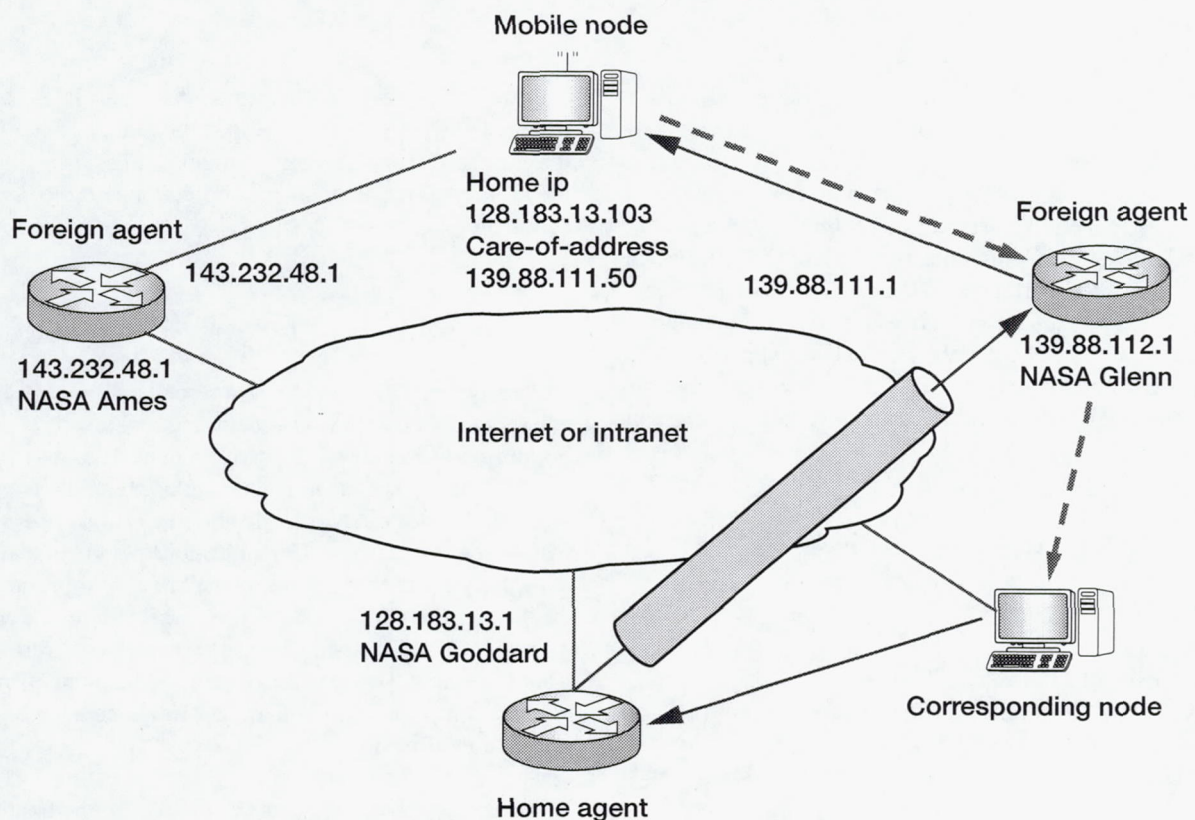 Mobile node
Home ip
128.183.13.103
Care-of-address
139.88.111.50
Foreign agent
143.232.48.1
143.232.48.1
NASA Ames
Foreign agent
139.88.111.1
139.88.112.1
NASA Glenn
Internet or intranet
128.183.13.1
NASA Goddard
Corresponding node
Home agent